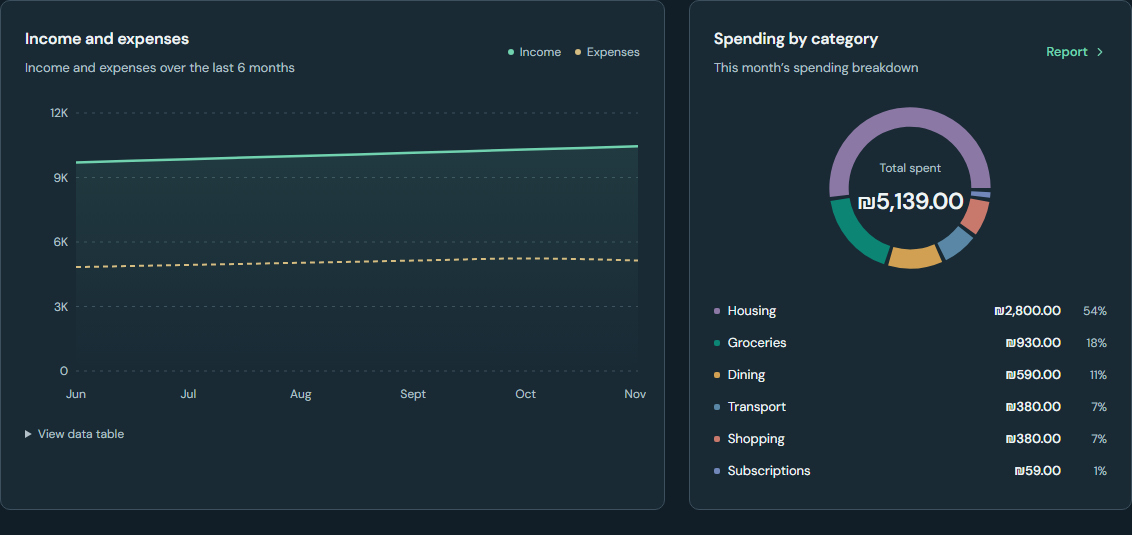 Income and expenses
Income and expenses over the last 6 months
Income
Expenses
12K
9K
6K
3K
0
Jun
Jul
Aug
Sept
Oct
Nov
View data table
Spending by category
This month’s spending breakdown
Report
Total spent
₪5,139.00
Housing ₪2,800.00 54%
Groceries ₪930.00 18%
Dining ₪590.00 11%
Transport ₪380.00 7%
Shopping ₪380.00 7%
Subscriptions ₪59.00 1%